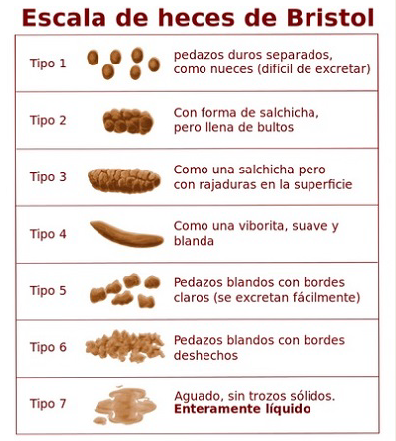 Escala de heces de Bristol
Tipo 1
pedazos duros separados,
como nueces (dificil de excretar)
Tipo 2
Con forma de salchicha,
pero llena de bultos
Tipo 3
Como una salchicha pero
con rajaduras en la superficie
Tipo 4
Como una viborita, suave y
blanda
Tipo 5
Pedazos blandos con bordes
claros (se excretan fácilmente)
Tipo 6
Pedazos blandos con bordes
deshechos
Tipo 7
Aguado, sin trozos sólidos.
Enteramente líquido